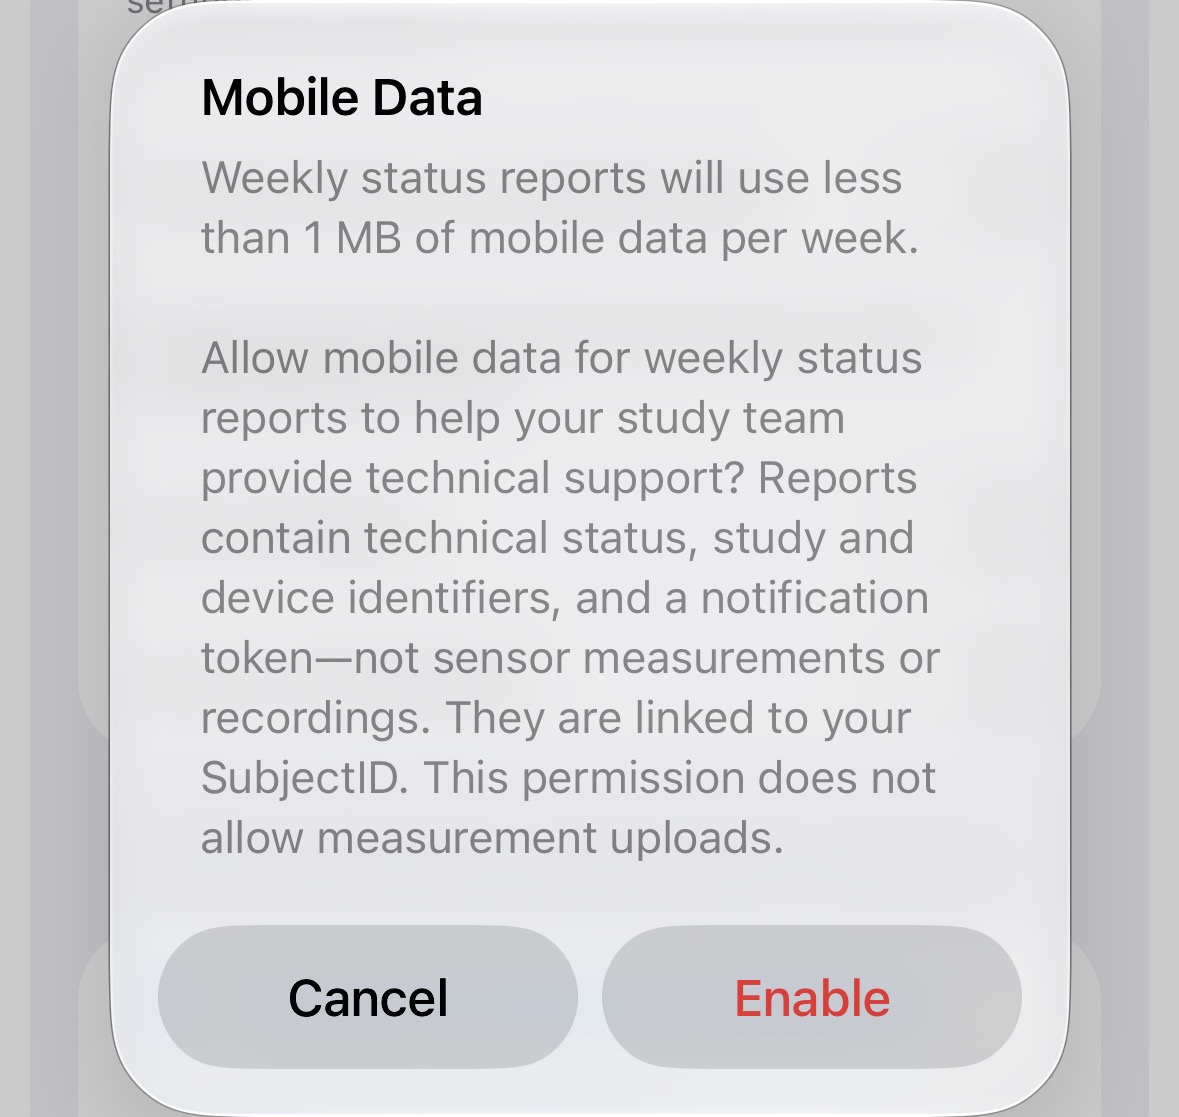 Mobile Data
Weekly status reports will use less
than 1 MB of mobile data per week.
Allow mobile data for weekly status
reports to help your study team
provide technical support? Reports
contain technical status, study and
device identifiers, and a notification
token—not sensor measurements or
recordings. They are linked to your
SubjectID. This permission does not
allow measurement uploads.
Cancel
Enable